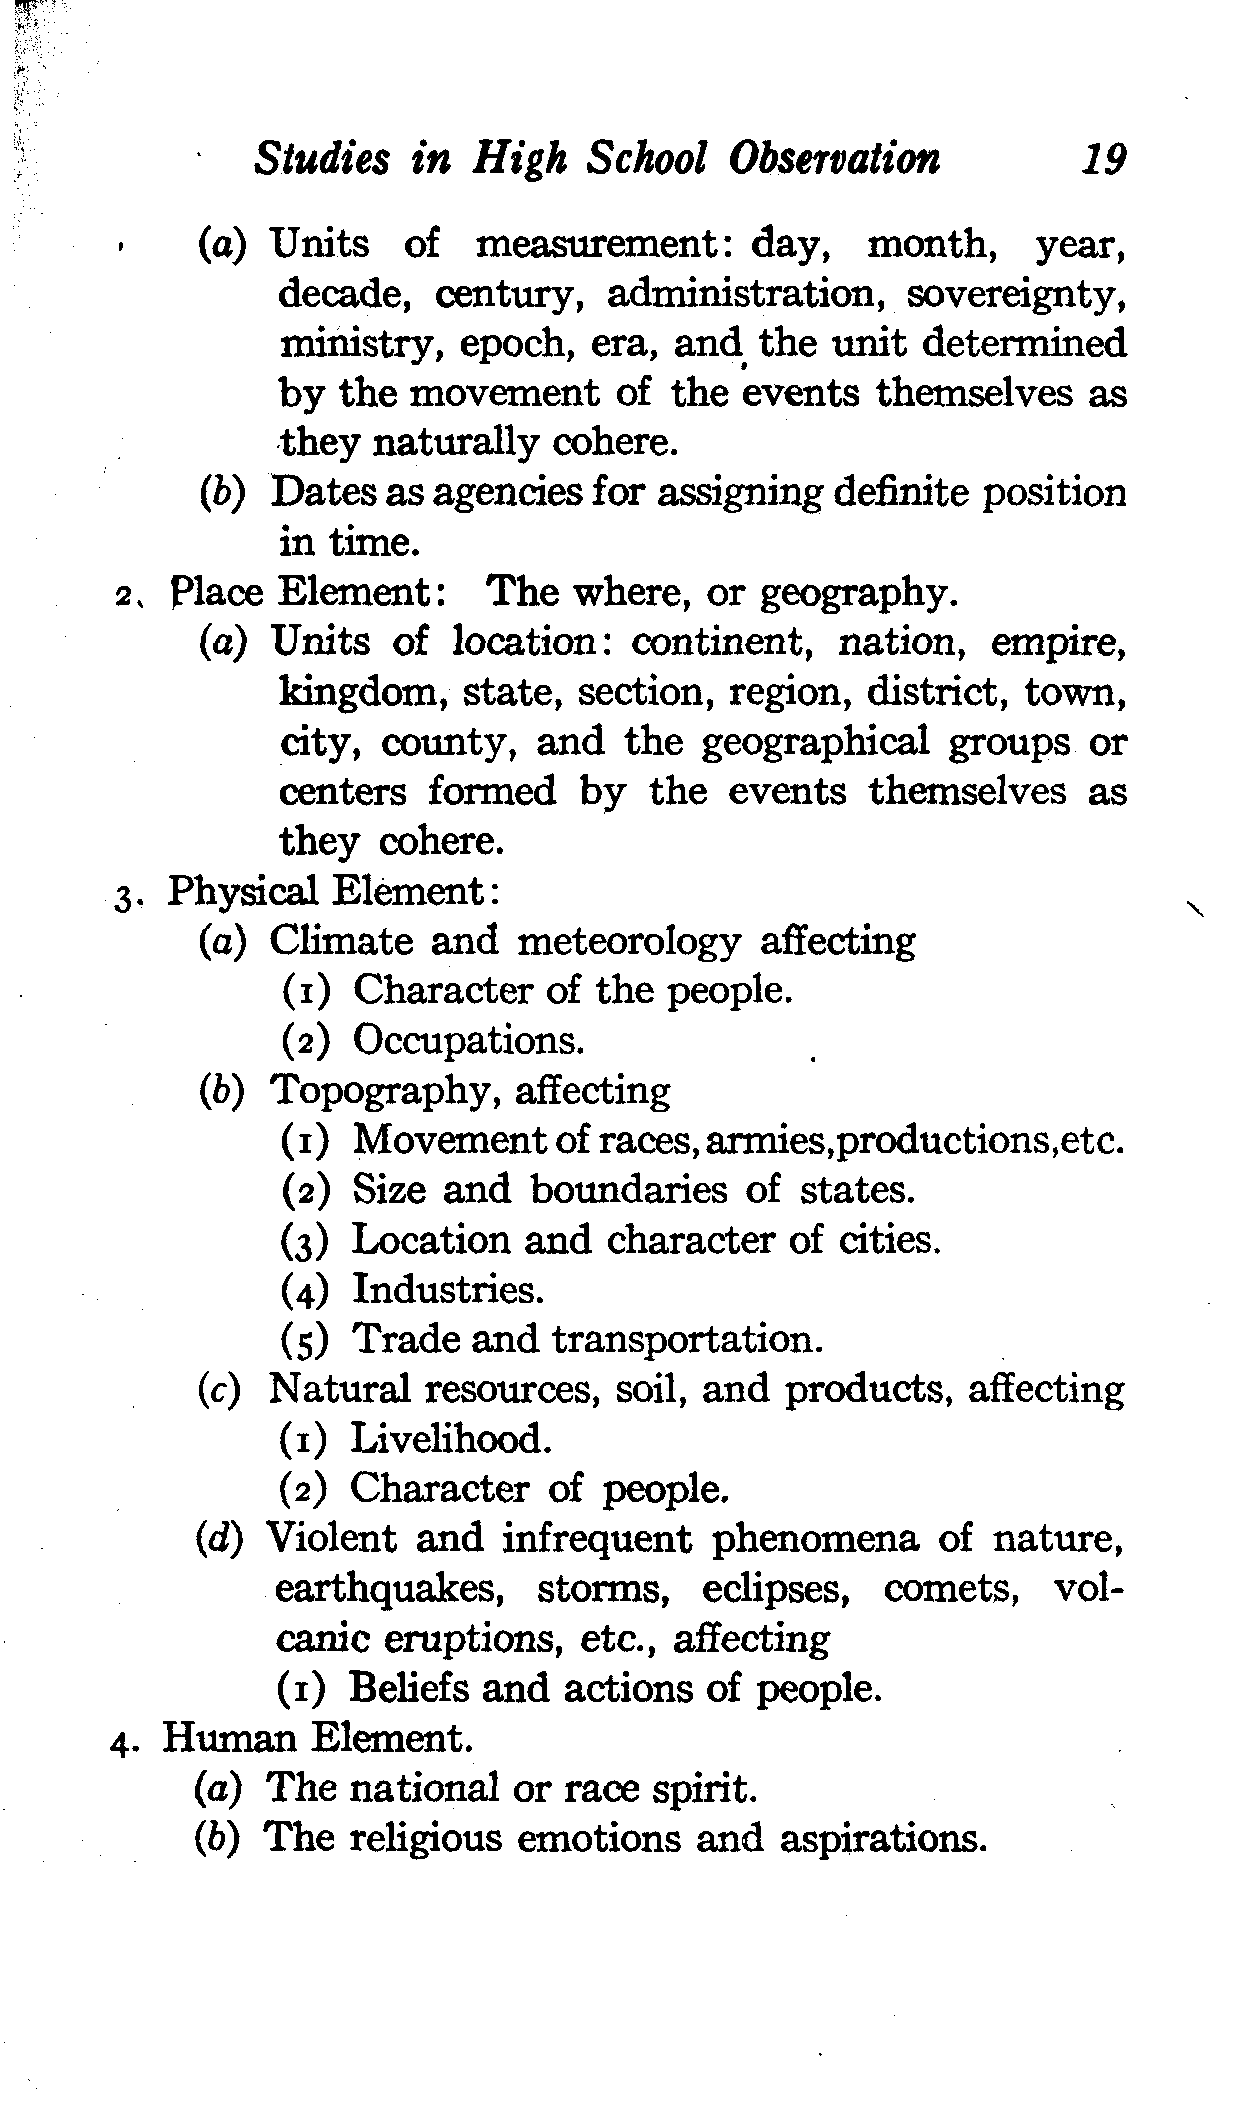 Studies in High School Observation 19
(a) Units of measurement: day, month, year,
decade, century, administration, sovereignty,
ministry, epoch, era, and the unit determined
by the movement of the events themselves as
they naturally cohere.
(b) Dates as agencies for assigning definite position
in time.
2. Place Element: The where, or geography.
(a) Units of location: continent, nation, empire,
kingdom, state, section, region, district, town,
city, county, and the geographical groups or
centers formed by the events themselves as
they cohere.
3. Physical Element:
(a) Climate and meteorology affecting
(1) Character of the people.
(2) Occupations.
(b) Topography, affecting
(1) Movement of races, armies,productions,etc.
(2) Size and boundaries of states.
(3) Location and character of cities.
(4) Industries.
(5) Trade and transportation.
(c) Natural resources, soil, and products, affecting
(1) Livelihood.
(2) Character of people.
(d) Violent and infrequent phenomena of nature,
earthquakes, storms, eclipses, comets, vol-
canic eruptions, etc., affecting
(1) Beliefs and actions of people.
4. Human Element.
(a) The national or race spirit.
(b) The religious emotions and aspirations.